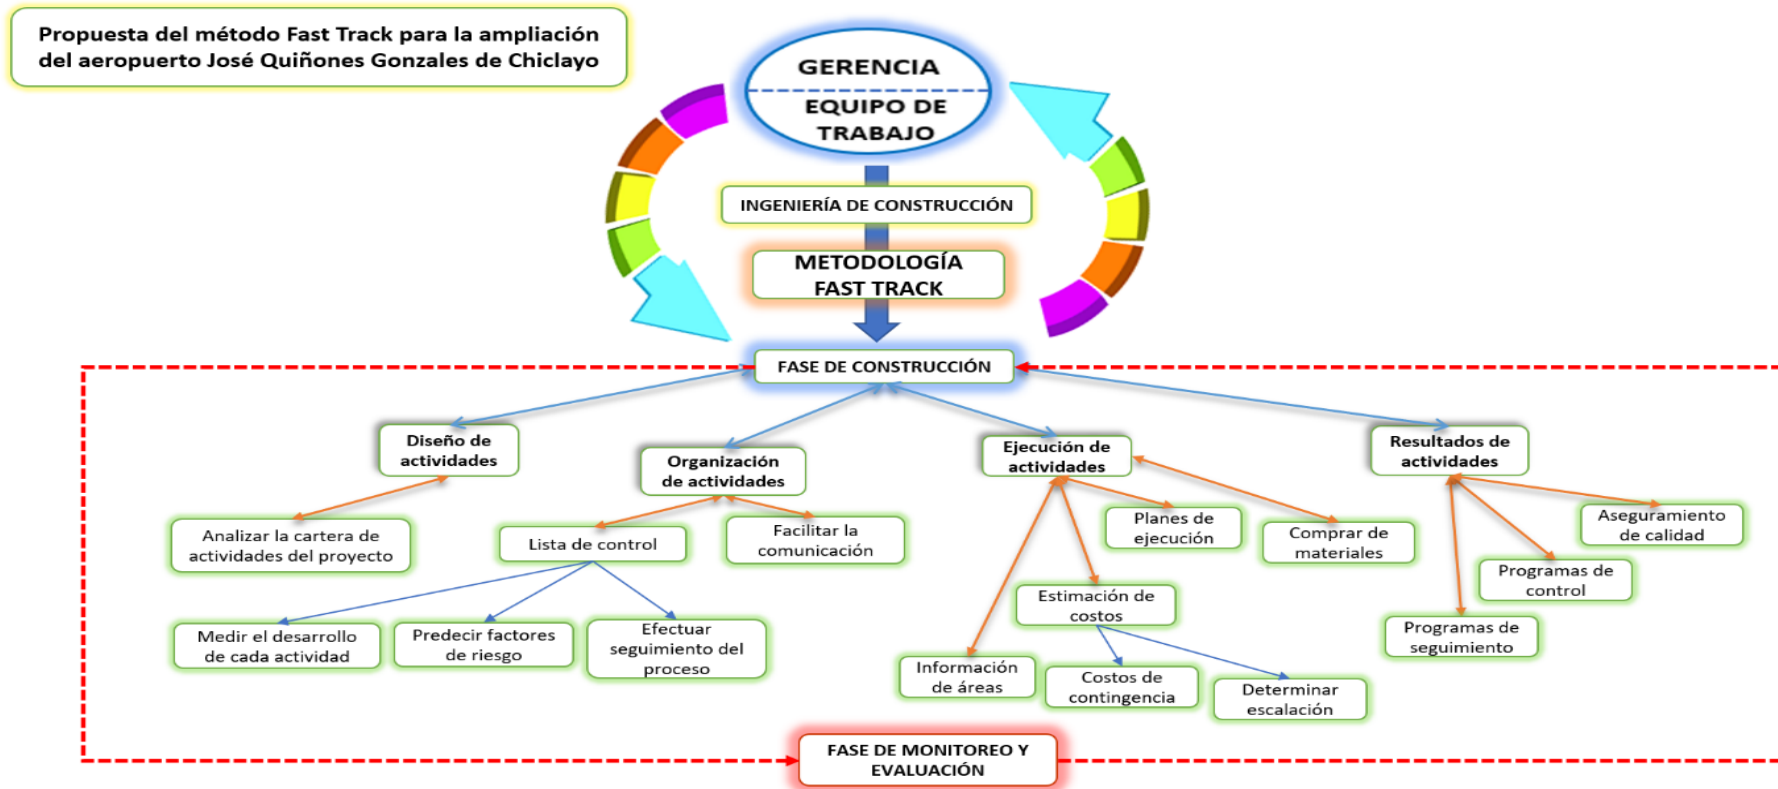 Propuesta del método Fast Track para la ampliación
del aeropuerto José Quiñones Gonzales de Chiclayo
GERENCIA
EQUIPO DE
TRABAJO
INGENIERÍA DE CONSTRUCCIÓN
METODOLOGÍA
FAST TRACK
FASE DE CONSTRUCCIÓN
Diseño de
actividades
Organización
de actividades
Ejecución de
actividades
Resultados de
actividades
Analizar la cartera de
actividades del proyecto
Lista de control
Facilitar la
comunicación
Planes de
ejecución
Comprar de
materiales
Aseguramiento
de calidad
Programas de
control
Estimación de
costos
Programas de
seguimiento
Medir el desarrollo
de cada actividad
Predecir factores
de riesgo
Efectuar
seguimiento del
proceso
Información
de áreas
Costos de
contingencia
Determinar
escalación
FASE DE MONITOREO Y
EVALUACIÓN